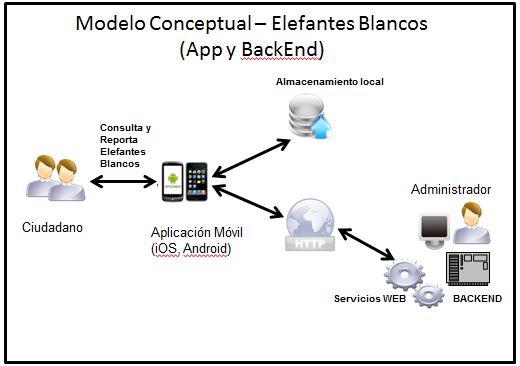 Modelo Conceptual – Elefantes Blancos
(App y BackEnd)
Almacenamiento local
Consulta y
Reporta
Elefantes
Blancos
Ciudadano
Aplicación Móvil
(iOS, Android)
HTTP
Administrador
Servicios WEB
BACKEND